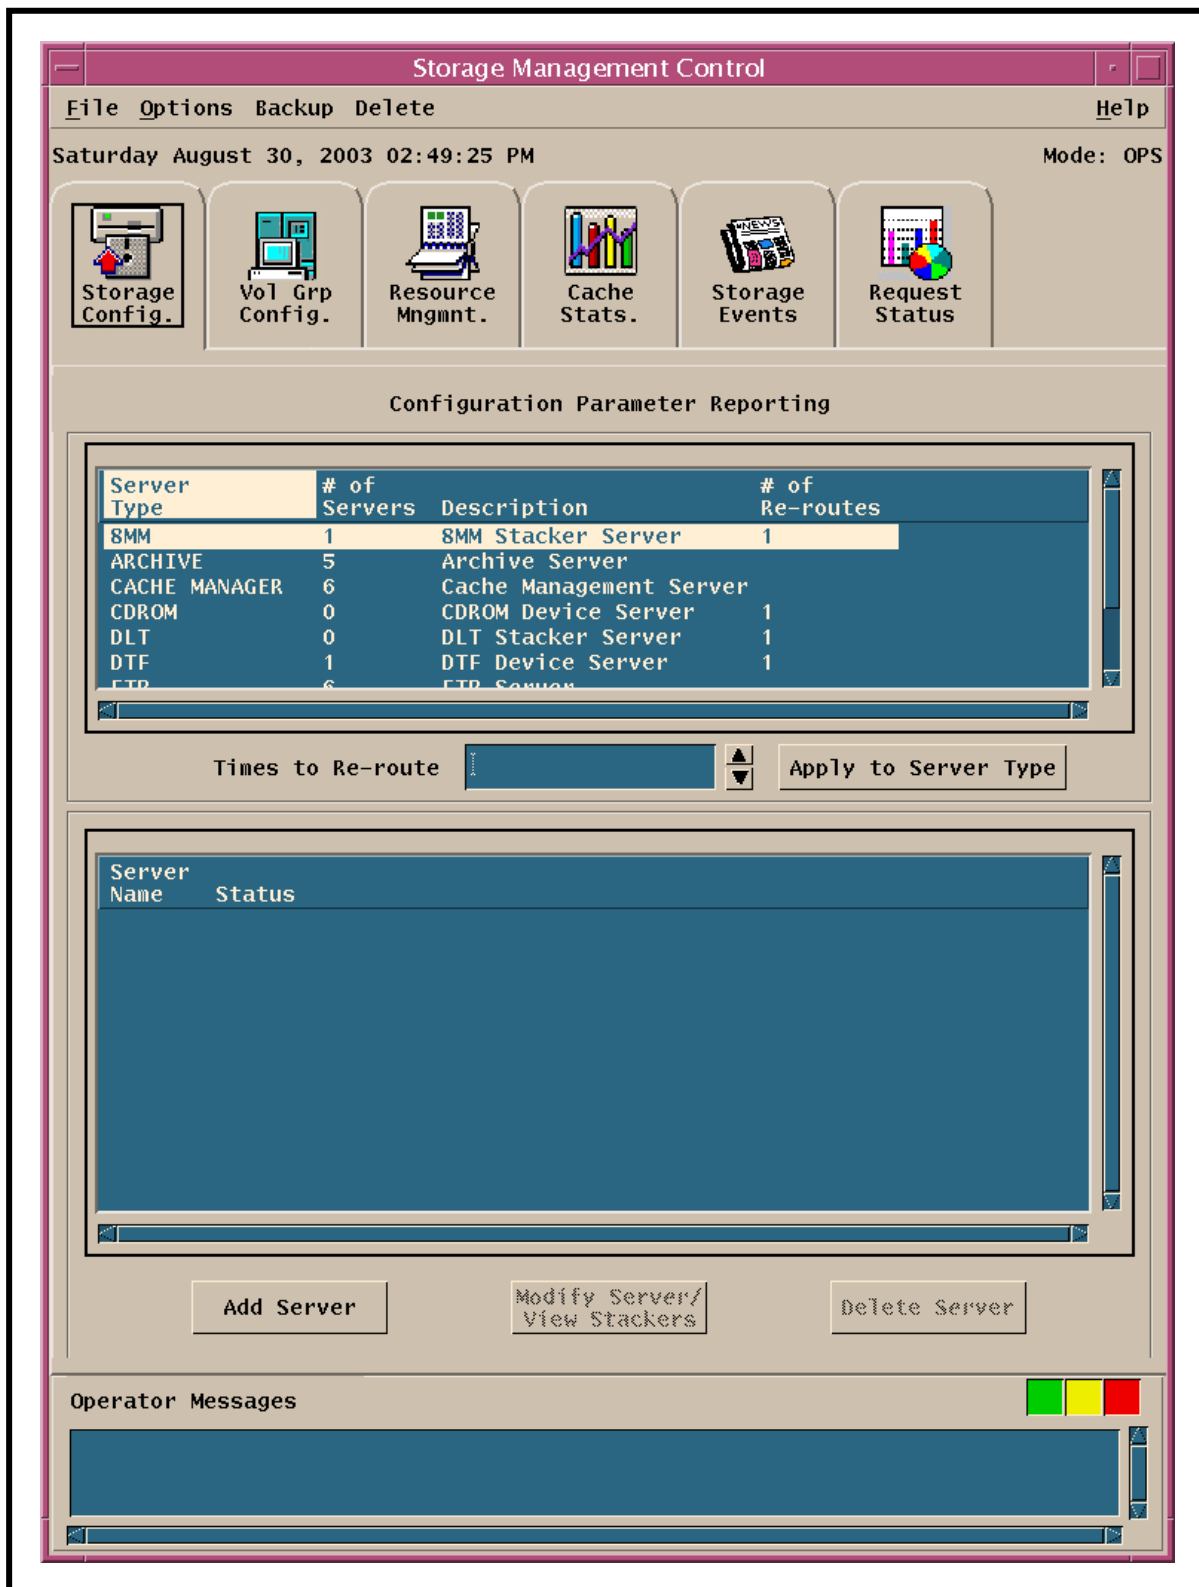 Storage Management Control
File Options Backup Delete Help
Saturday August 30, 2003 02:49:25 PM Mode: OPS
NEWS
Storage Config.
Vol Grp Config.
Resource Mngmnt.
Cache Stats.
Storage Events
Request Status
Configuration Parameter Reporting
Server Type # of Servers Description # of Re-routes
8MM 1 8MM Stacker Server 1
ARCHIVE 5 Archive Server
CACHE MANAGER 6 Cache Management Server
CDROM 0 CDROM Device Server 1
DLT 0 DLT Stacker Server 1
DTF 1 DTF Device Server 1
FTP 6 FTP Server
Times to Re-route Apply to Server Type
Server Name Status
Add Server Modify Server/ View Stackers Delete Server
Operator Messages